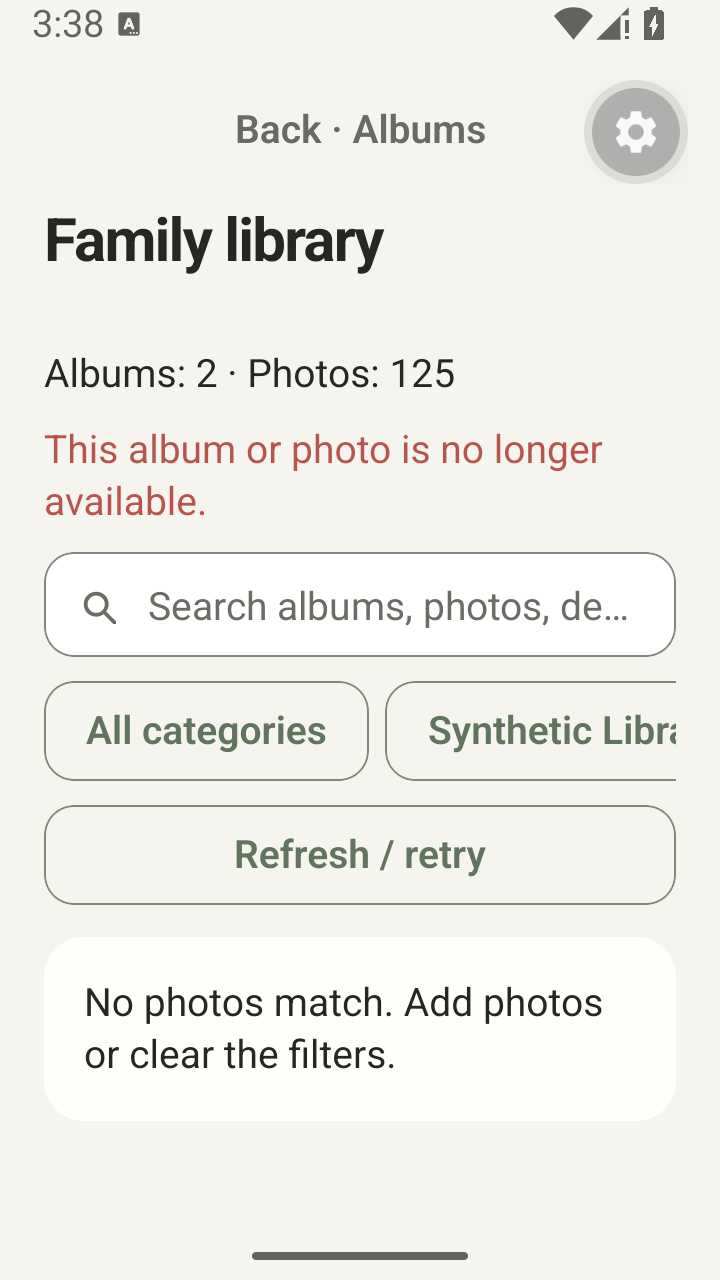 3:38
Back · Albums
Family library
Albums: 2 · Photos: 125
This album or photo is no longer
available.
Search albums, photos, de...
All categories
Synthetic Libra
Refresh / retry
No photos match. Add photos
or clear the filters.